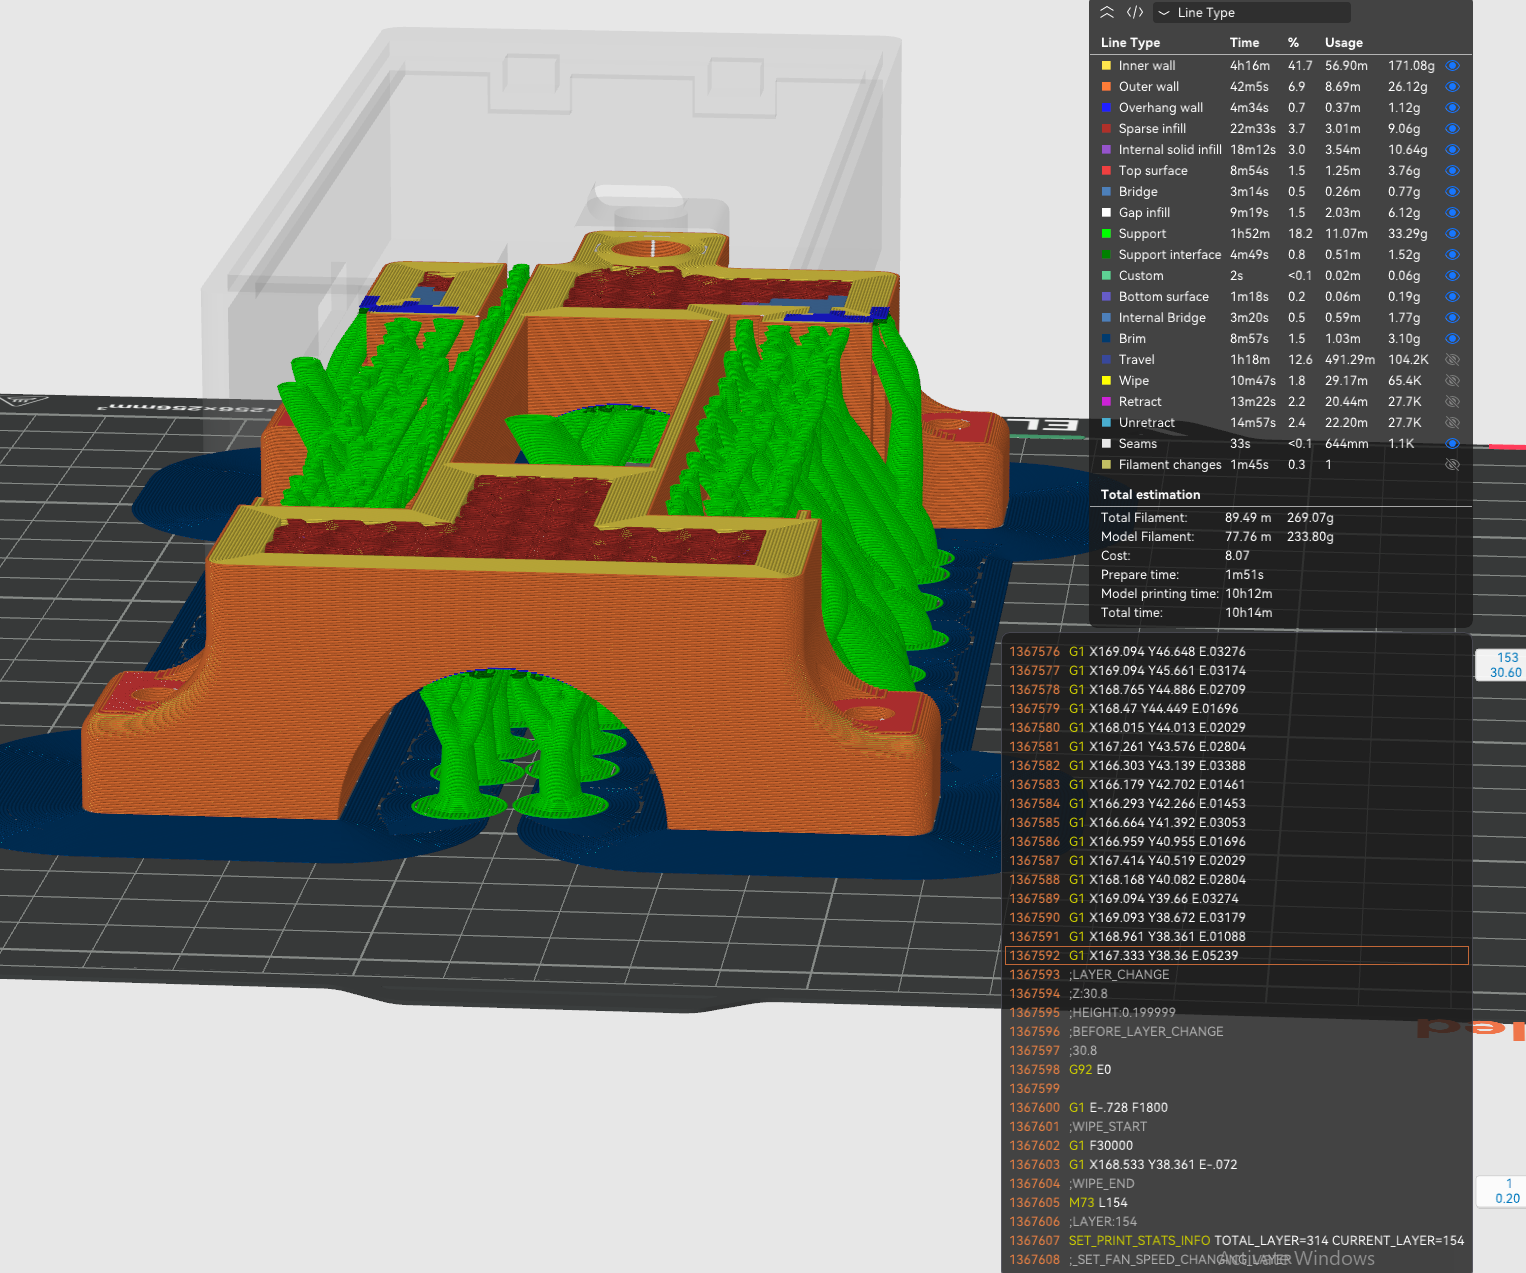 Line Type
Line Type Time % Usage
Inner wall 4h16m 41.7 56.90m 171.08g
Outer wall 42m5s 6.9 8.69m 26.12g
Overhang wall 4m34s 0.7 0.37m 1.12g
Sparse infill 22m33s 3.7 3.01m 9.06g
Internal solid infill 18m12s 3.0 3.54m 10.64g
Top surface 8m54s 1.5 1.25m 3.76g
Bridge 3m14s 0.5 0.26m 0.77g
Gap infill 9m19s 1.5 2.03m 6.12g
Support 1h52m 18.2 11.07m 33.29g
Support interface 4m49s 0.8 0.51m 1.52g
Custom 2s <0.1 0.02m 0.06g
Bottom surface 1m18s 0.2 0.06m 0.19g
Internal Bridge 3m20s 0.5 0.59m 1.77g
Brim 8m57s 1.5 1.03m 3.10g
Travel 1h18m 12.6 491.29m 104.2K
Wipe 10m47s 1.8 29.17m 65.4K
Retract 13m22s 2.2 20.44m 27.7K
Unretract 14m57s 2.4 22.20m 27.7K
Seams 33s <0.1 644mm 1.1K
Filament changes 1m45s 0.3 1
Total estimation
Total Filament: 89.49 m 269.07g
Model Filament: 77.76 m 233.80g
Cost: 8.07
Prepare time: 1m51s
Model printing time: 10h12m
Total time: 10h14m
1367576 G1 X169.094 Y46.648 E.03276
1367577 G1 X169.094 Y45.661 E.03174
1367578 G1 X168.765 Y44.886 E.02709
1367579 G1 X168.47 Y44.449 E.01696
1367580 G1 X168.015 Y44.013 E.02029
1367581 G1 X167.261 Y43.576 E.02804
1367582 G1 X166.303 Y43.139 E.03388
1367583 G1 X166.179 Y42.702 E.01461
1367584 G1 X166.293 Y42.266 E.01453
1367585 G1 X166.664 Y41.392 E.03053
1367586 G1 X166.959 Y40.955 E.01696
1367587 G1 X167.414 Y40.519 E.02029
1367588 G1 X168.168 Y40.082 E.02804
1367589 G1 X169.094 Y39.66 E.03274
1367590 G1 X169.093 Y38.672 E.03179
1367591 G1 X168.961 Y38.361 E.01088
1367592 G1 X167.333 Y38.36 E.05239
1367593 ;LAYER_CHANGE
1367594 ;Z:30.8
1367595 ;HEIGHT:0.199999
1367596 ;BEFORE_LAYER_CHANGE
1367597 ;30.8
1367598 G92 E0
1367599
1367600 G1 E-.728 F1800
1367601 ;WIPE_START
1367602 G1 F30000
1367603 G1 X168.533 Y38.361 E-.072
1367604 ;WIPE_END
1367605 M73 L154
1367606 ;LAYER:154
1367607 SET_PRINT_STATS_INFO TOTAL_LAYER=314 CURRENT_LAYER=154
1367608 ;_SET_FAN_SPEED_CHANGING_LAYER
Activate Windows
153
30.60
1
0.20